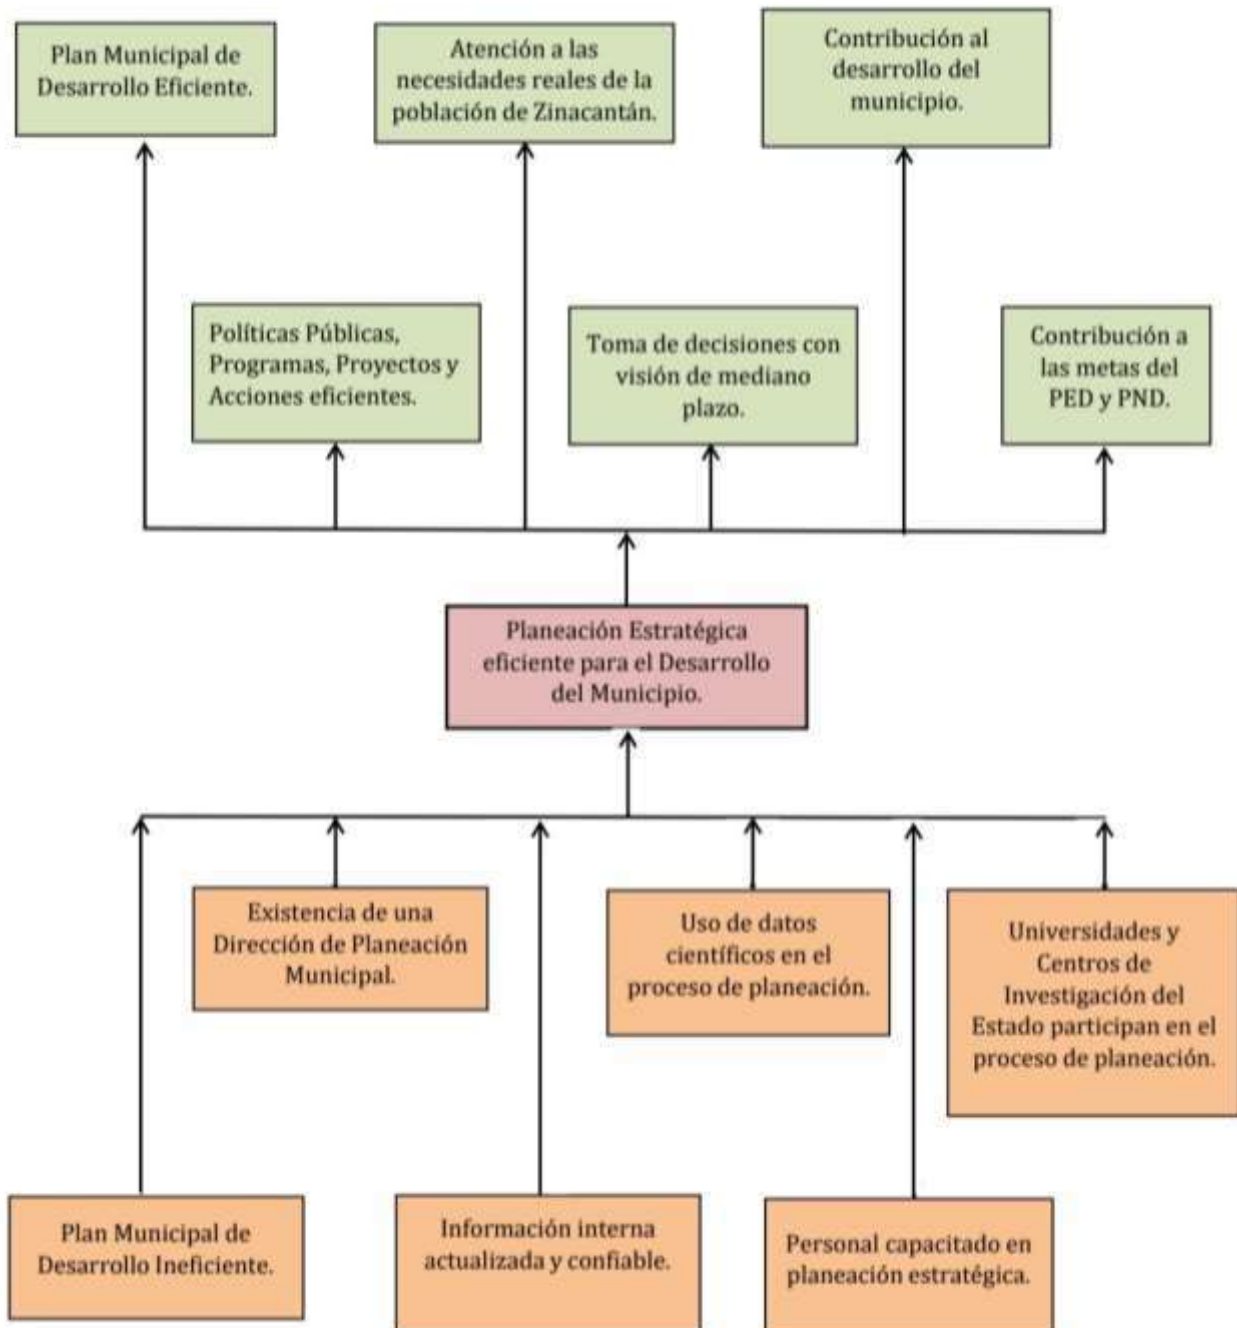 Plan Municipal de
Desarrollo Eficiente.
Atención a las
necesidades reales de la
población de Zinacantán.
Contribución al
desarrollo del
municipio.
Políticas Públicas,
Programas, Proyectos y
Acciones eficientes.
Toma de decisiones con
visión de mediano
plazo.
Contribución a
las metas del
PED y PND.
Planeación Estratégica
eficiente para el Desarrollo
del Municipio.
Existencia de una
Dirección de Planeación
Municipal.
Uso de datos
científicos en el
proceso de planeación.
Universidades y
Centros de
Investigación del
Estado participan en el
proceso de planeación.
Plan Municipal de
Desarrollo Ineficiente.
Información interna
actualizada y confiable.
Personal capacitado en
planeación estratégica.